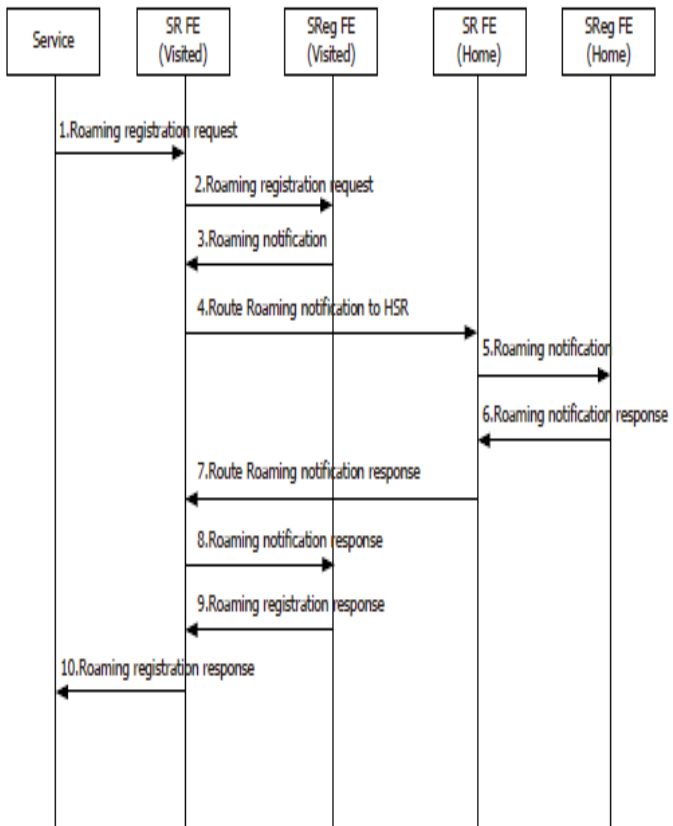 Service
SR FE
(Visited)
SReg FE
(Visited)
SR FE
(Home)
SReg FE
(Home)
1.Roaming registration request
2.Roaming registration request
3.Roaming notification
4.Route Roaming notification to HSR
5.Roaming notification
6.Roaming notification response
7.Route Roaming notification response
8.Roaming notification response
9.Roaming registration response
10.Roaming registration response